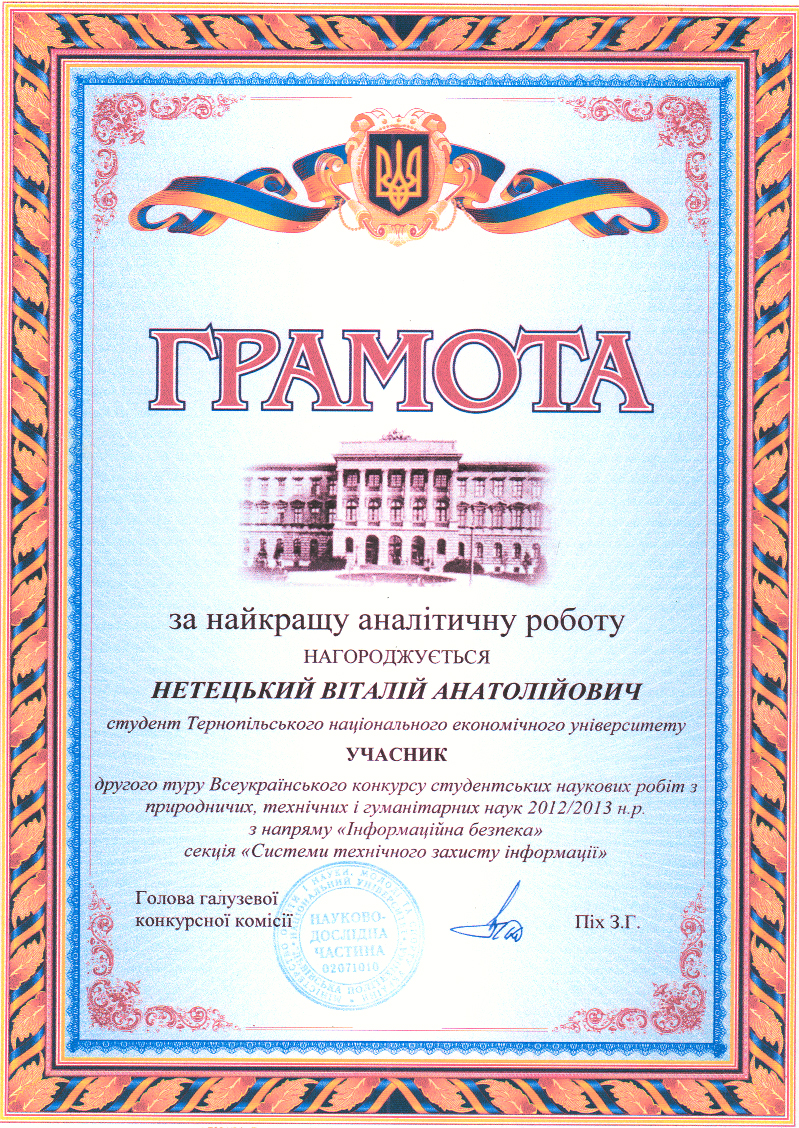 ГРАМОТА
за найкращу аналітичну роботу
НАГОРОДЖУЄТЬСЯ
НЕТЕЦЬКИЙ ВІТАЛІЙ АНАТОЛІЙОВИЧ
студент Тернопільського національного економічного університету
УЧАСНИК
другого туру Всеукраїнського конкурсу студентських наукових робіт з
природничих, технічних і гуманітарних наук 2012/2013 н.р.
з напряму «Інформаційна безпека»
секція «Системи технічного захисту інформації»
Голова галузевої
конкурсної комісії
Піх З.Г.
НАУКОВО-
ДОСЛІДНА
ЧАСТИНА
02071010